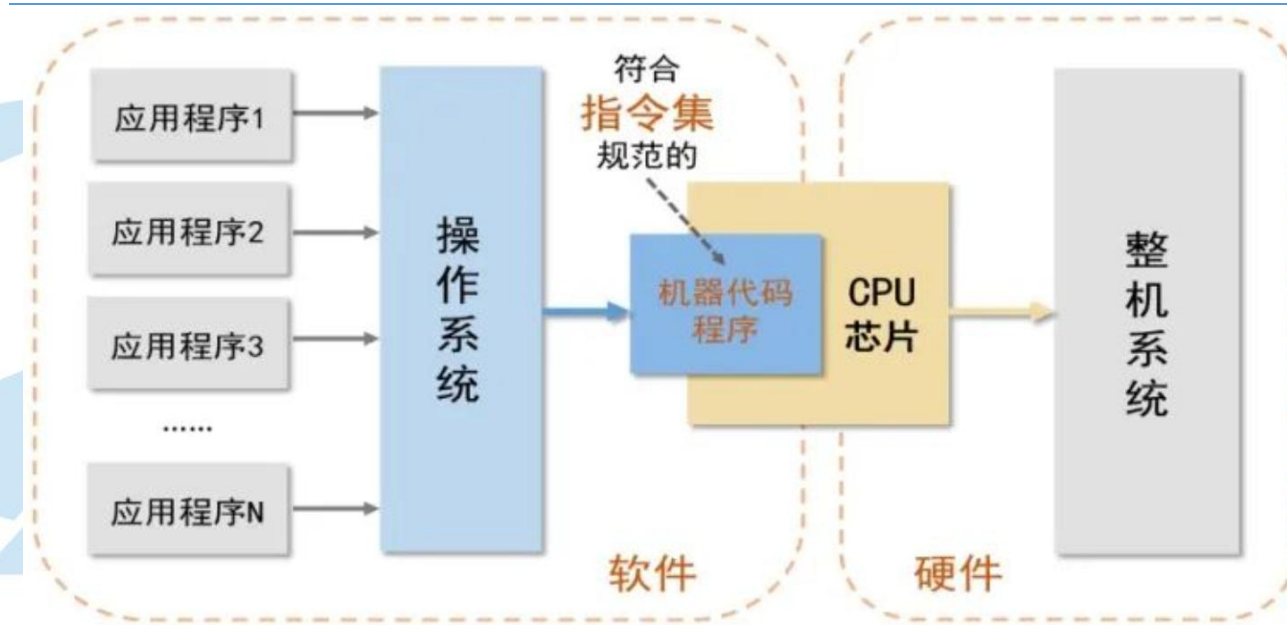 应用程序1
应用程序2
应用程序3
......
应用程序N
操作系统
符合
指令集
规范的
机器代码
程序
CPU
芯片
整机系统
软件
硬件